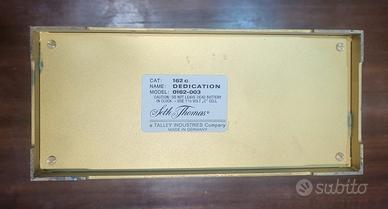 CAT: 162 c
NAME: DEDICATION
MODEL: 0162-003
CAUTION: DO NOT LEAVE DEAD BATTERY
IN CLOCK - USE 1½ VOLT „C" CELL
Seth Thomas®
a TALLEY INDUSTRIES Company
MADE IN GERMANY
subito